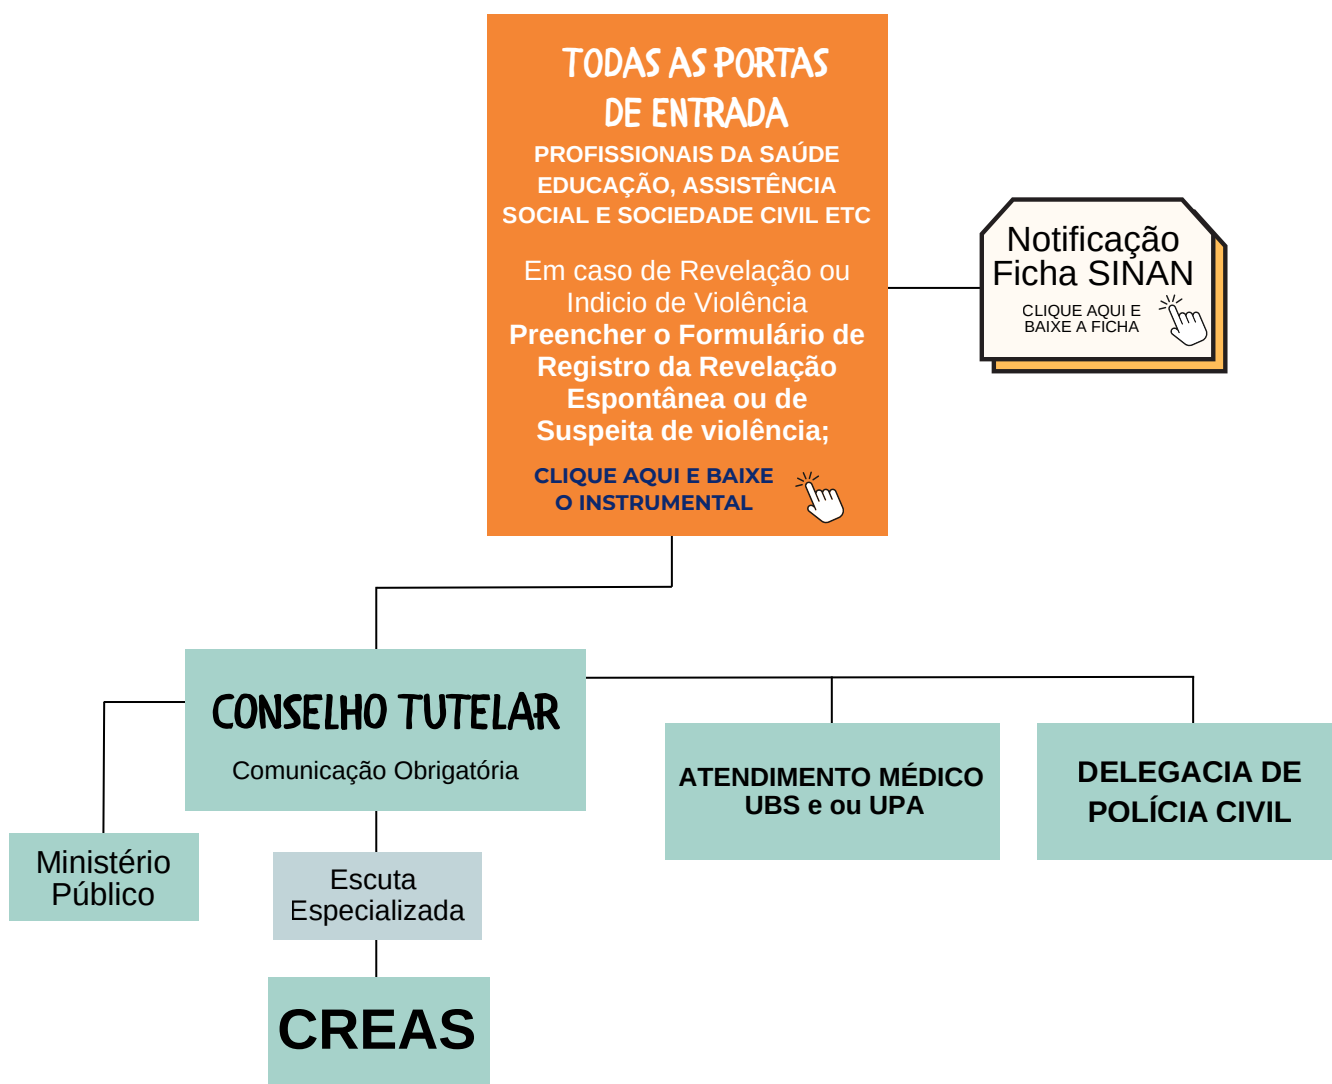 TODAS AS PORTAS
DE ENTRADA
PROFISSIONAIS DA SAÚDE
EDUCAÇÃO, ASSISTÊNCIA
SOCIAL E SOCIEDADE CIVIL ETC
Em caso de Revelação ou
Indicio de Violência
Preencher o Formulário de
Registro da Revelação
Espontânea ou de
Suspeita de violência;
CLIQUE AQUI E BAIXE
O INSTRUMENTAL
Notificação
Ficha SINAN
CLIQUE AQUI E
BAIXE A FICHA
CONSELHO TUTELAR
Comunicação Obrigatória
ATENDIMENTO MÉDICO
UBS e ou UPA
DELEGACIA DE
POLÍCIA CIVIL
Ministério
Público
Escuta
Especializada
CREAS